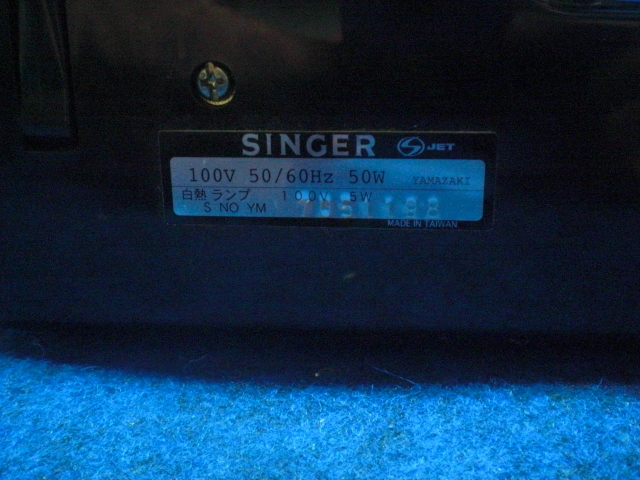 SINGER JET
100V 50/60Hz 50W YAMAZAKI
白熱 ランプ 100V 5W
S NO YM
MADE IN TAIWAN